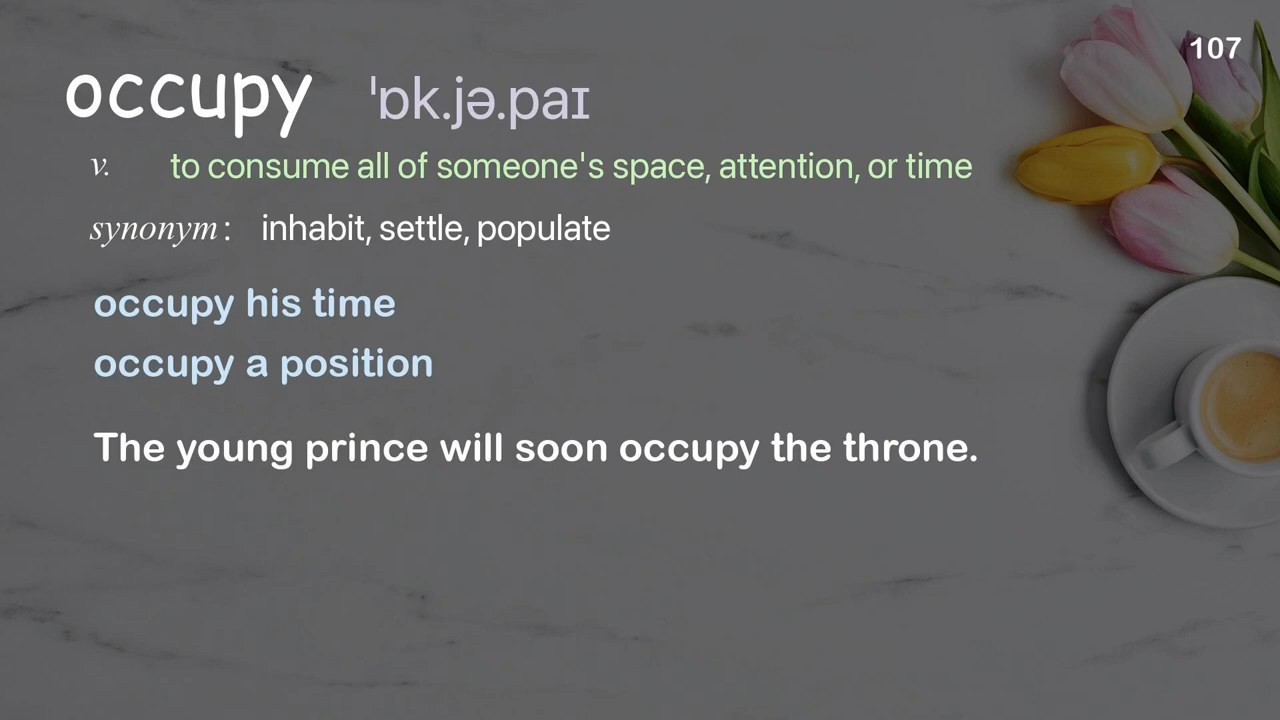 107
occupy ˈɒk.jə.paɪ
v. to consume all of someone's space, attention, or time
synonym: inhabit, settle, populate
occupy his time
occupy a position
The young prince will soon occupy the throne.